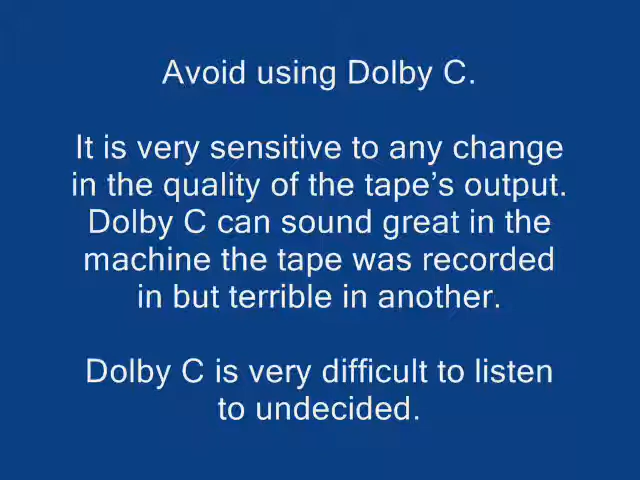 Avoid using Dolby C.
It is very sensitive to any change
in the quality of the tape’s output.
Dolby C can sound great in the
machine the tape was recorded
in but terrible in another.
Dolby C is very difficult to listen
to undecided.